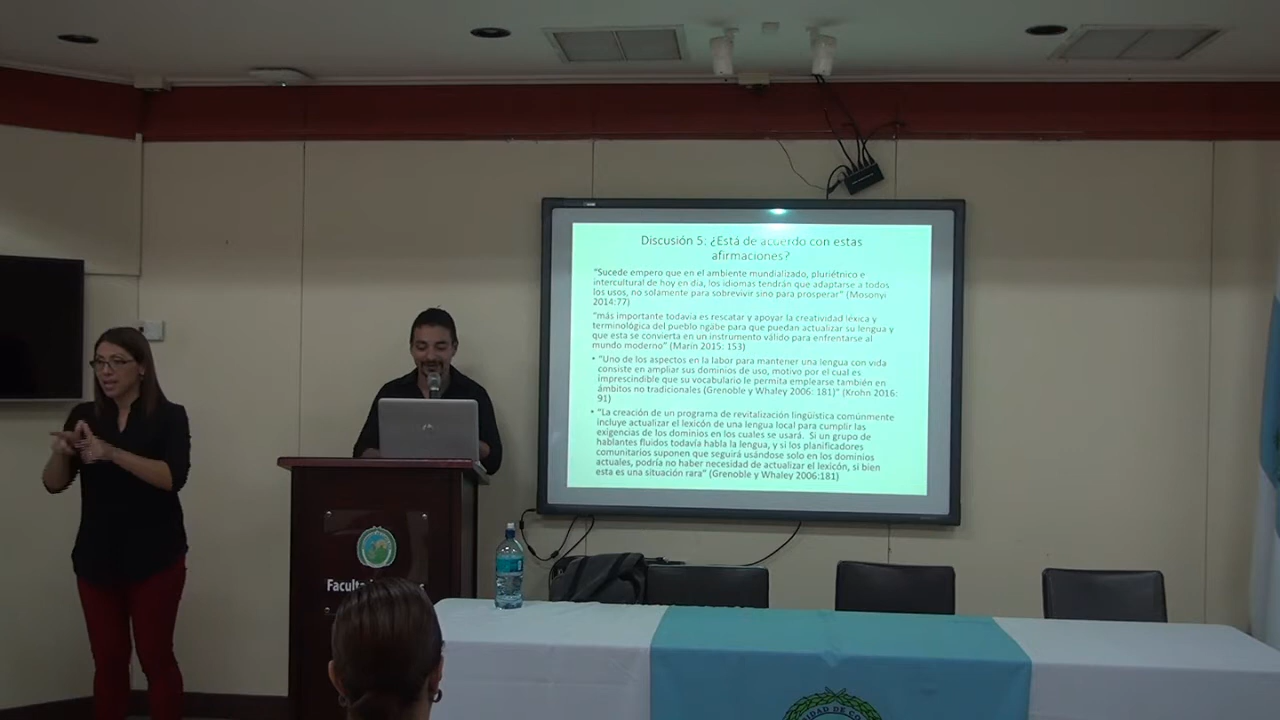 Discusión 5: ¿Está de acuerdo con estas
afirmaciones?
"Sucede empero que en el ambiente mundializado, pluriétnico e
intercultural de hoy en día, los idiomas tendrán que adaptarse a todos
los usos, no solamente para sobrevivir sino para prosperar" (Mosonyi
2014:77)
"más importante todavía es rescatar y apoyar la creatividad léxica y
terminológica del pueblo ngabe para que puedan actualizar su lengua y
que esta se convierta en un instrumento válido para enfrentarse al
mundo moderno" (Marín 2015: 153)
• "Uno de los aspectos en la labor para mantener una lengua con vida
consiste en ampliar sus dominios de uso, motivo por el cual es
imprescindible que su vocabulario le permita emplearse también en
ámbitos no tradicionales (Grenoble y Whaley 2006: 181)" (Krohn 2016:
91)
• "La creación de un programa de revitalización lingüística comúnmente
incluye actualizar el lexicón de una lengua local para cumplir las
exigencias de los dominios en los cuales se usará. Si un grupo de
hablantes fluidos todavía habla la lengua, y si los planificadores
comunitarios suponen que seguirá usándose solo en los dominios
actuales, podría no haber necesidad de actualizar el lexicón, si bien
esta es una situación rara" (Grenoble y Whaley 2006:181)
hp